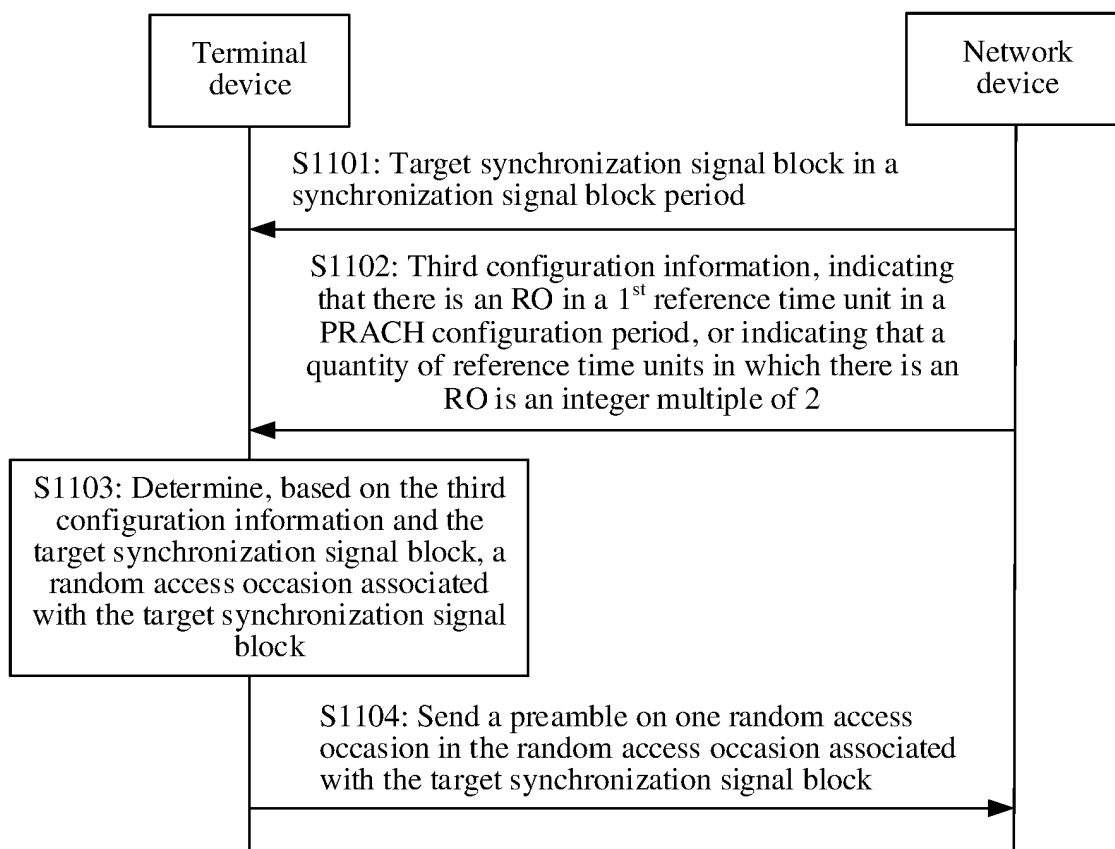 Terminal
device
Network
device
S1101: Target synchronization signal block in a
synchronization signal block period
S1102: Third configuration information, indicating
that there is an RO in a 1st reference time unit in a
PRACH configuration period, or indicating that a
quantity of reference time units in which there is an
RO is an integer multiple of 2
S1103: Determine, based on the third
configuration information and the
target synchronization signal block, a
random access occasion associated
with the target synchronization signal
block
S1104: Send a preamble on one random access
occasion in the random access occasion associated
with the target synchronization signal block